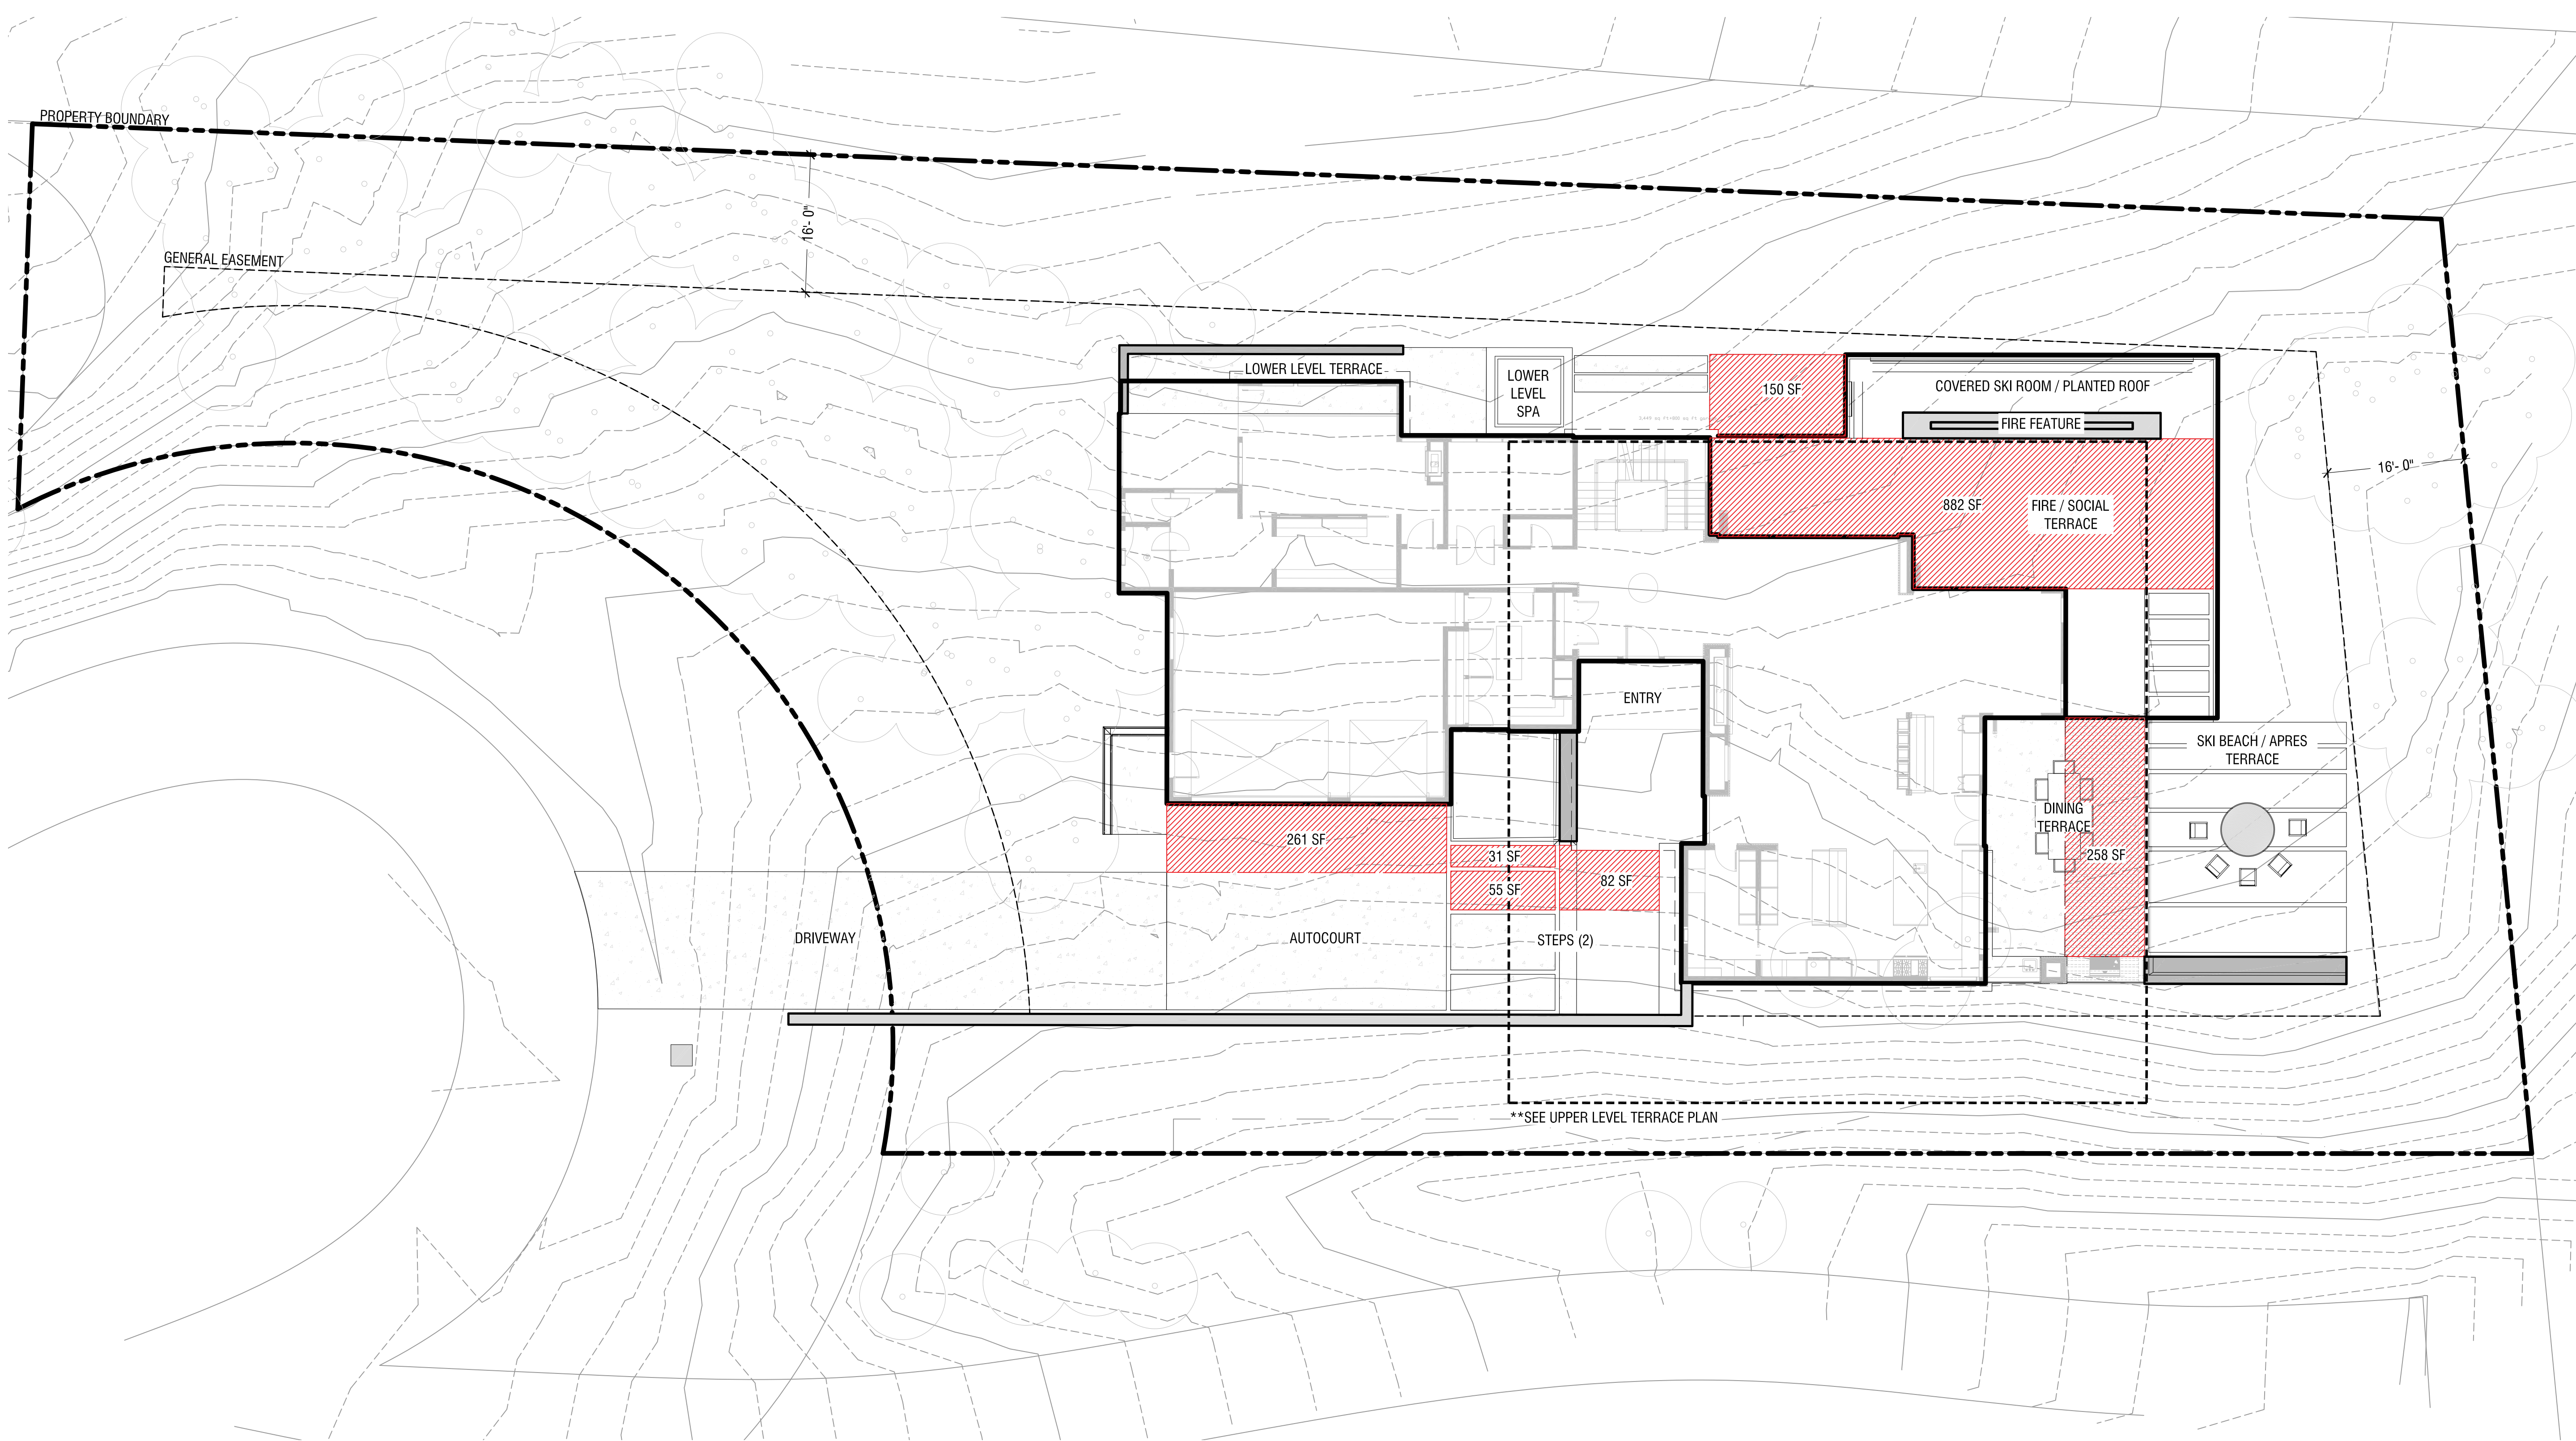 PROPERTY BOUNDARY
16'- 0"
GENERAL EASEMENT
LOWER LEVEL TERRACE
LOWER
LEVEL
SPA
150 SF
COVERED SKI ROOM / PLANTED ROOF
FIRE FEATURE
16'- 0"
882 SF
FIRE / SOCIAL
TERRACE
ENTRY
SKI BEACH / APRES
TERRACE
DINING
TERRACE
258 SF
261 SF
31 SF
55 SF
82 SF
DRIVEWAY
AUTOCOURT
STEPS (2)
**SEE UPPER LEVEL TERRACE PLAN